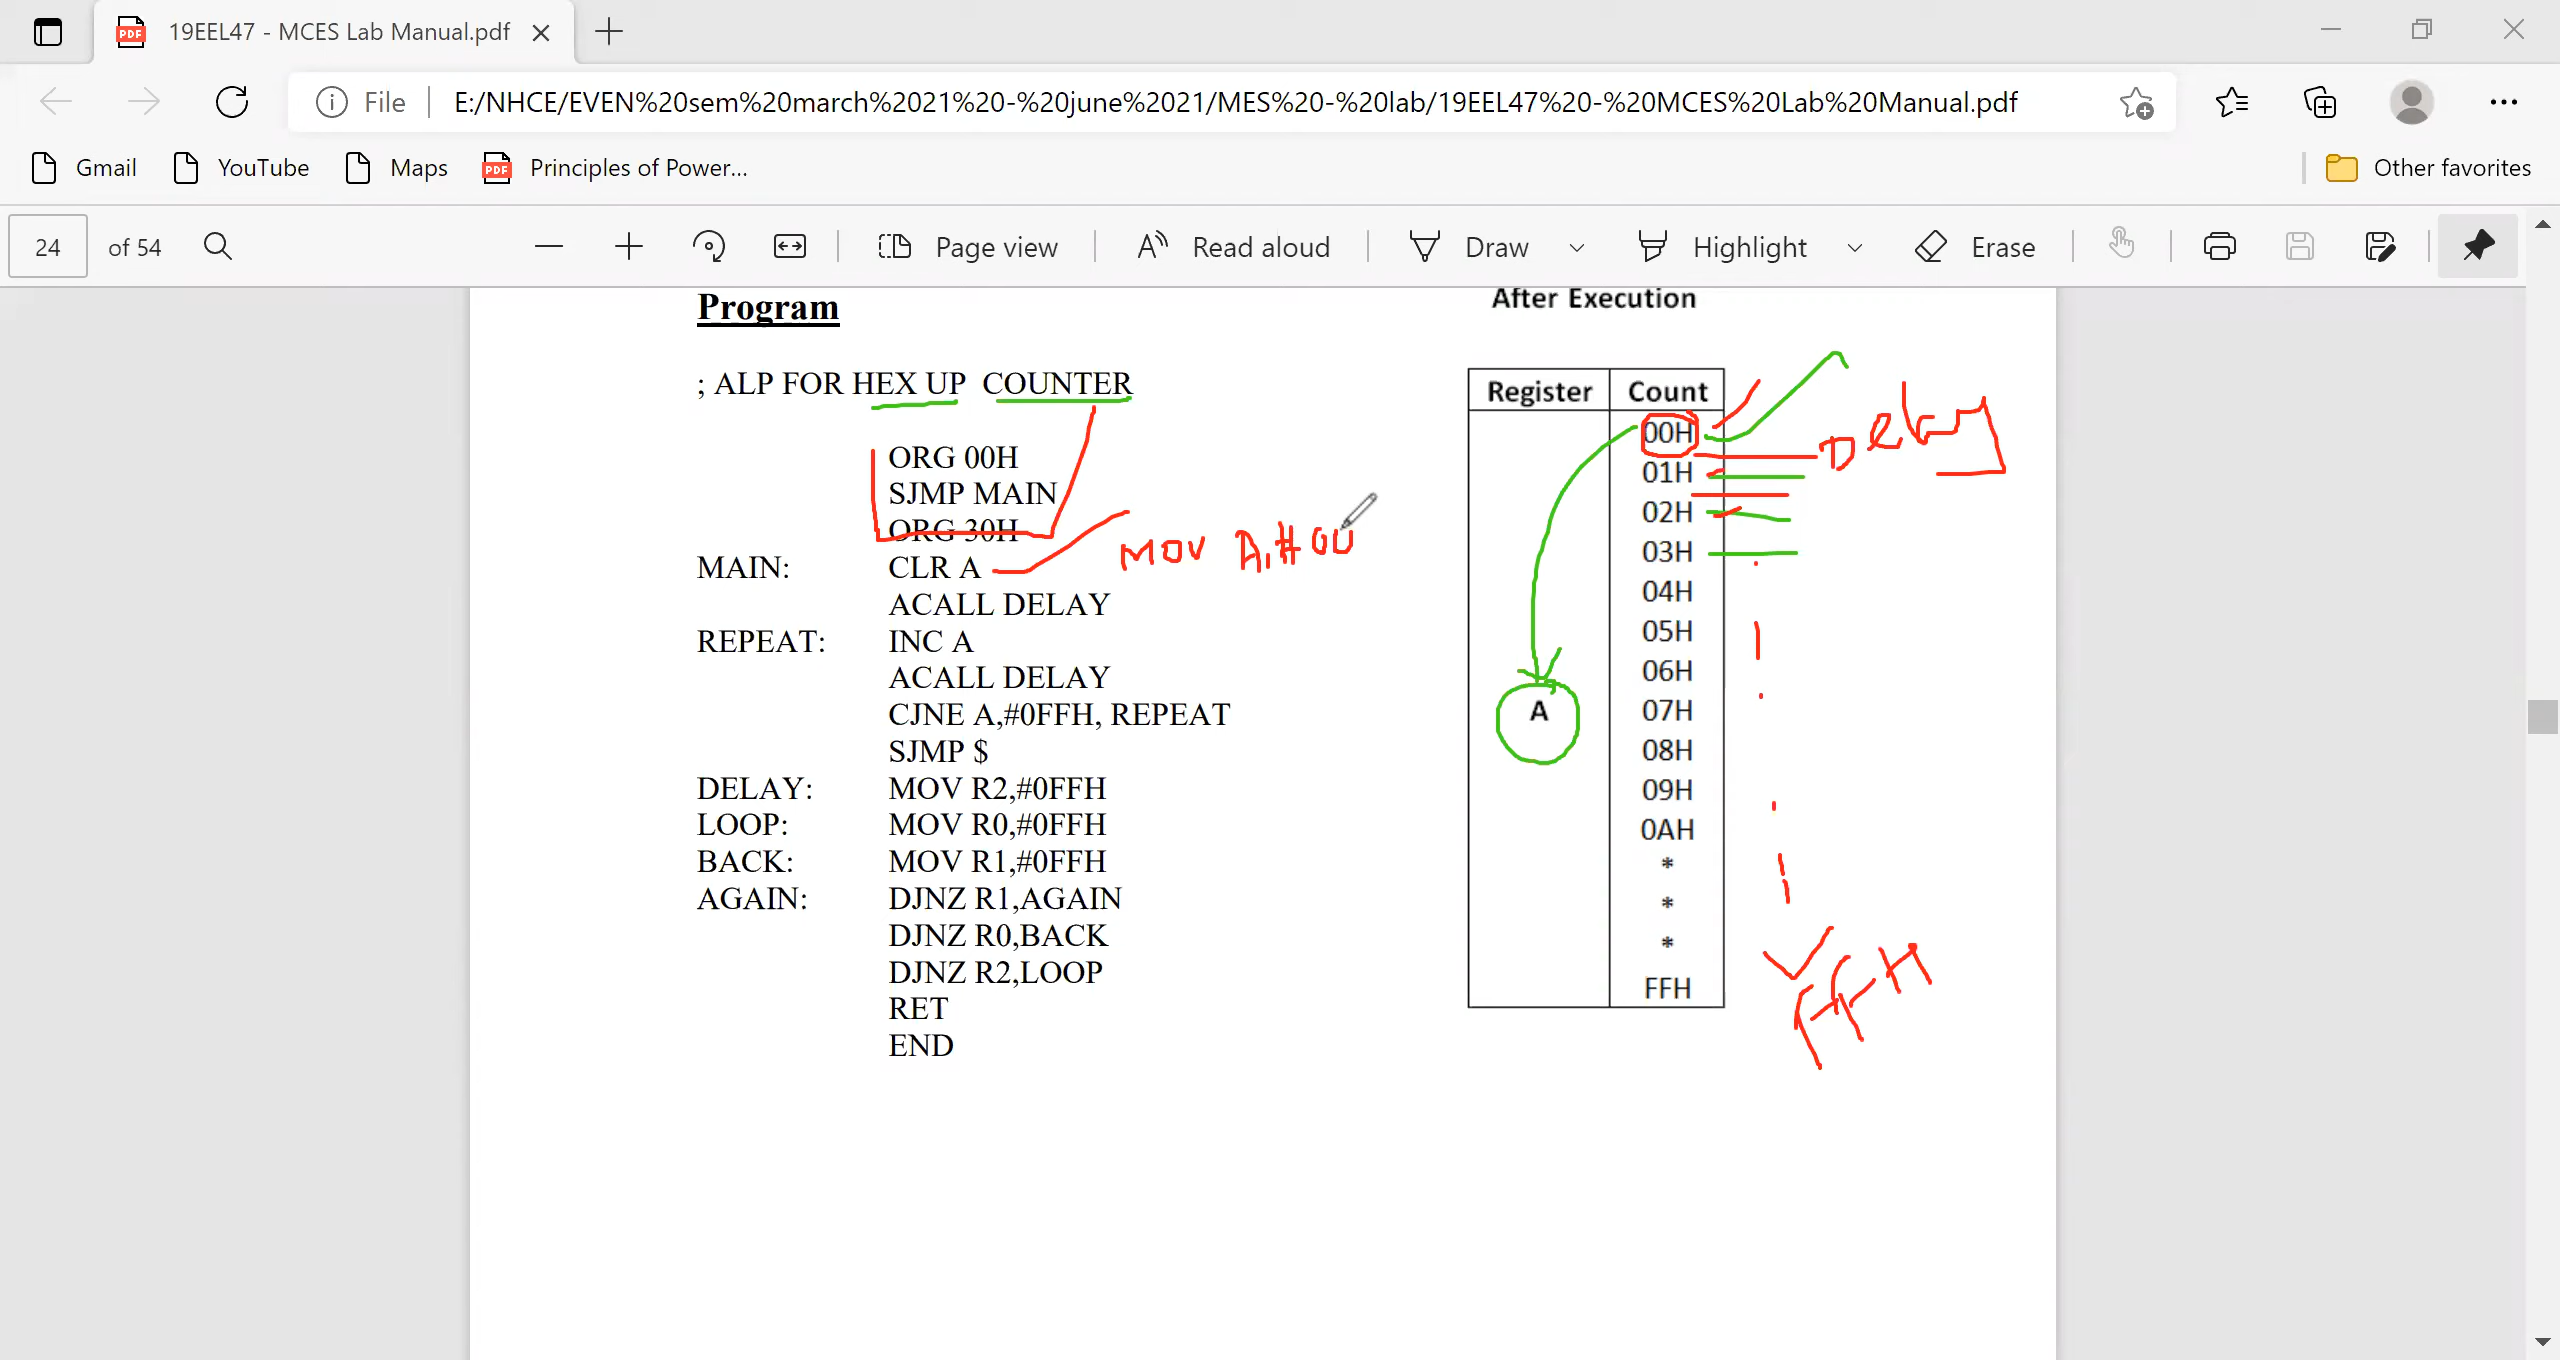 19EEL47 - MCES Lab Manual.pdf
File
E:/NHCE/EVEN%20sem%20march%2021%20-%20june%2021/MES%20-%20lab/19EEL47%20-%20MCES%20Lab%20Manual.pdf
Gmail YouTube Maps PDF Principles of Power... Other favorites
24 of 54 Page view Read aloud Draw Highlight Erase
Program
After Execution
; ALP FOR HEX UP COUNTER
ORG 00H
SJMP MAIN
ORG 30H
MAIN: CLR A
MOV A,#00
ACALL DELAY
REPEAT: INC A
ACALL DELAY
CJNE A,#0FFH, REPEAT
SJMP $
DELAY: MOV R2,#0FFH
LOOP: MOV R0,#0FFH
BACK: MOV R1,#0FFH
AGAIN: DJNZ R1,AGAIN
DJNZ R0,BACK
DJNZ R2,LOOP
RET
END
Register Count
00H
Delay
01H
02H
03H
04H
05H
06H
A 07H
08H
09H
0AH
*
*
*
FFH
FFH